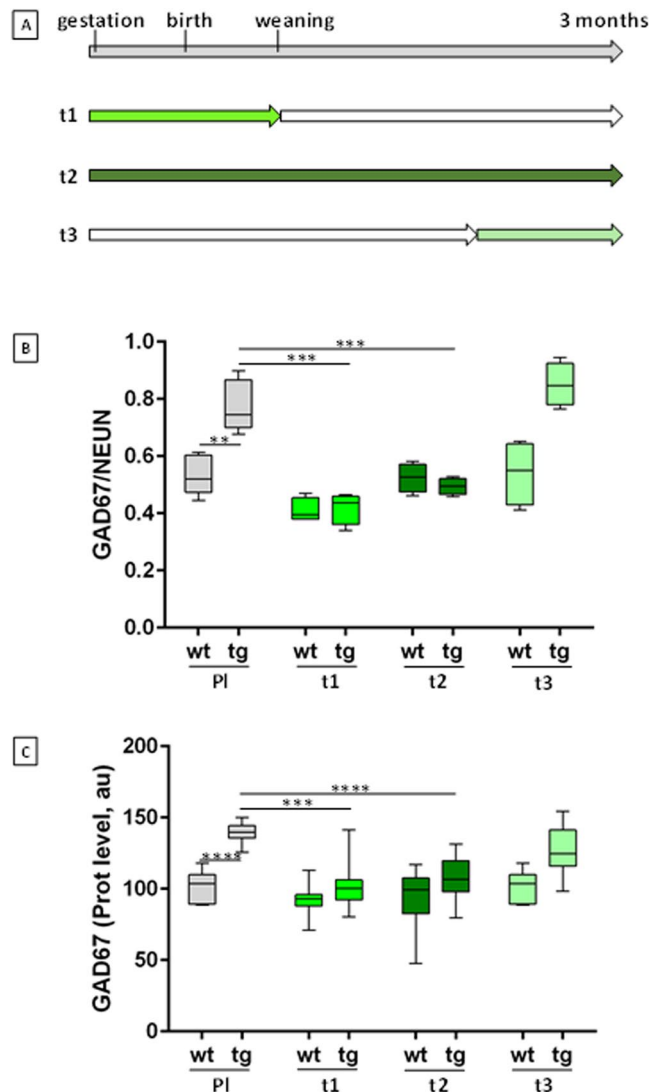 A
gestation birth weaning 3 months
t1
t2
t3
B
GAD67/NEUN
1.0
0.8
0.6
0.4
0.2
0.0
***
***
**
wt tg wt tg wt tg wt tg
Pl t1 t2 t3
C
GAD67 (Prot level, au)
200
150
100
50
0
****
***
****
wt tg wt tg wt tg wt tg
Pl t1 t2 t3